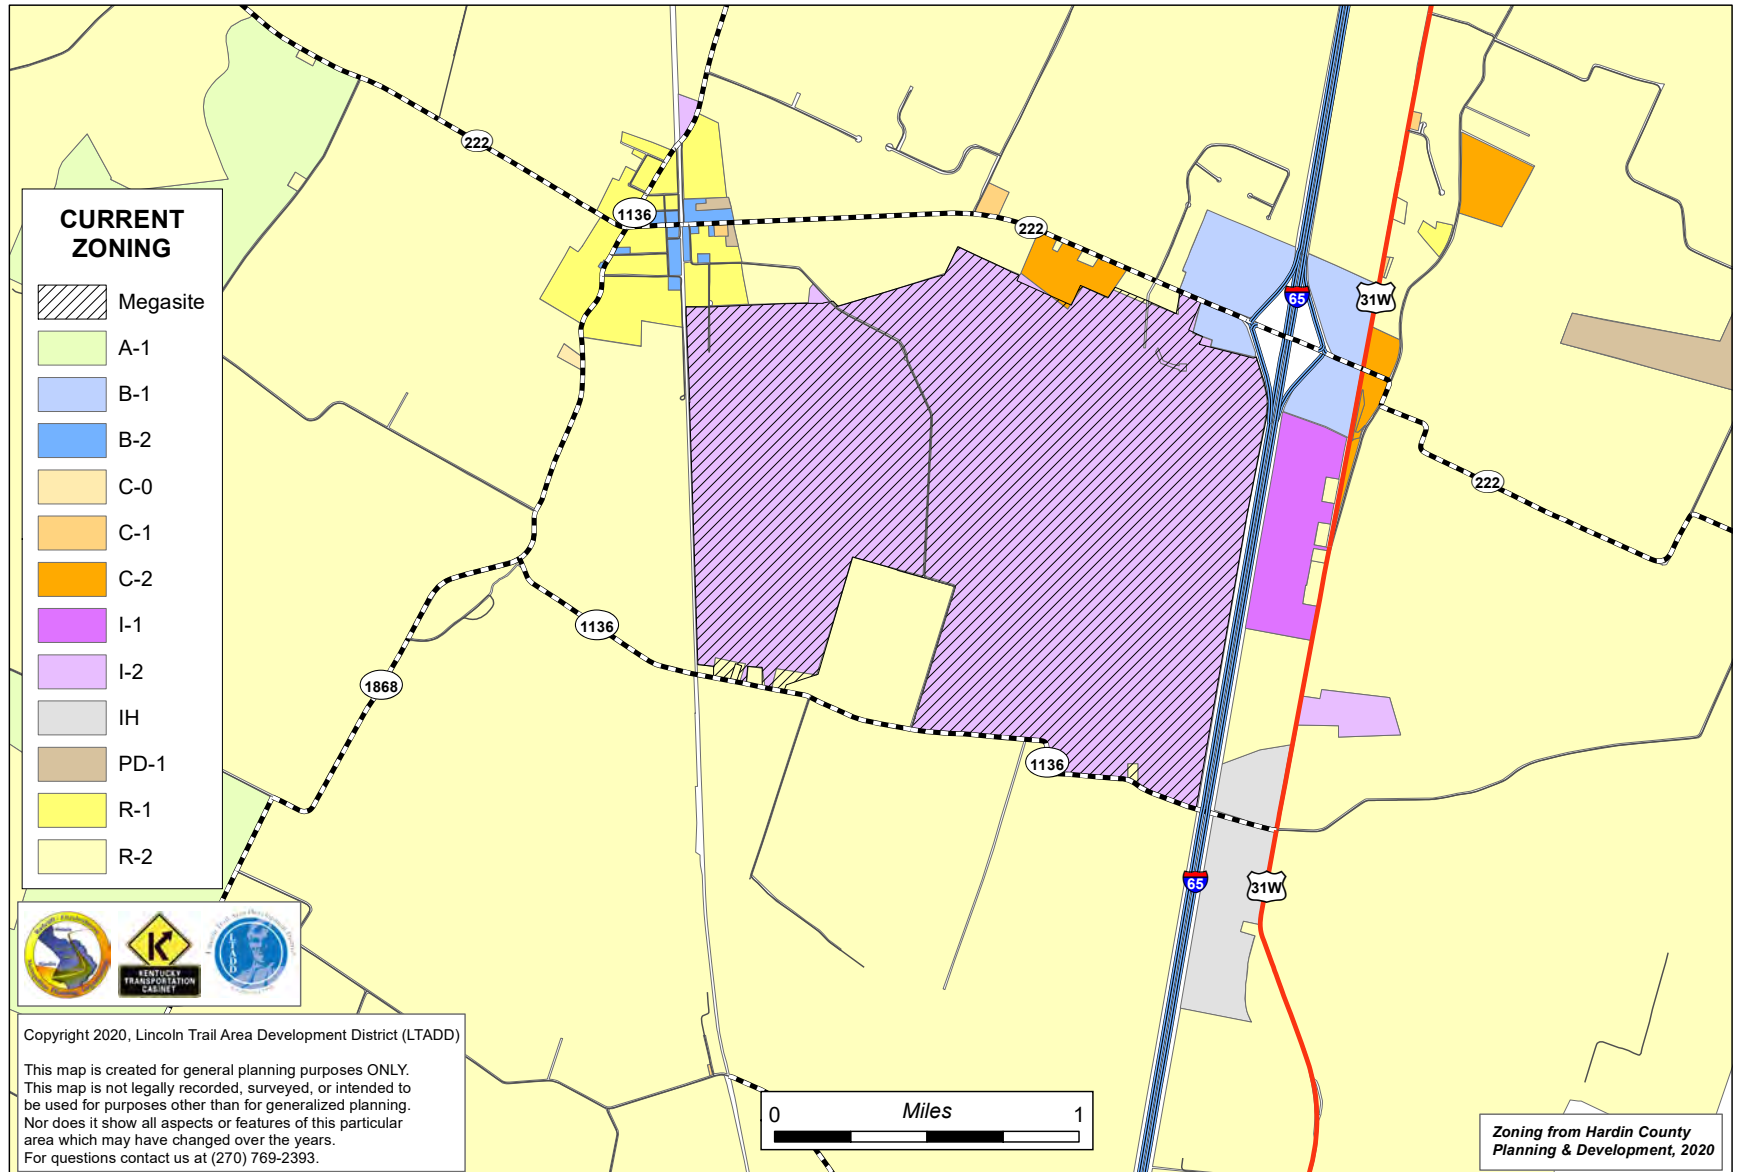 CURRENT
ZONING
Megasite
A-1
B-1
B-2
C-0
C-1
C-2
I-1
I-2
IH
PD-1
R-1
R-2
222
1136
222
65
31W
222
1136
1868
1136
65
31W
KENTUCKY
TRANSPORTATION
CABINET
LTADD
Copyright 2020, Lincoln Trail Area Development District (LTADD)
This map is created for general planning purposes ONLY.
This map is not legally recorded, surveyed, or intended to
be used for purposes other than for generalized planning.
Nor does it show all aspects or features of this particular
area which may have changed over the years.
For questions contact us at (270) 769-2393.
0 Miles 1
Zoning from Hardin County
Planning & Development, 2020